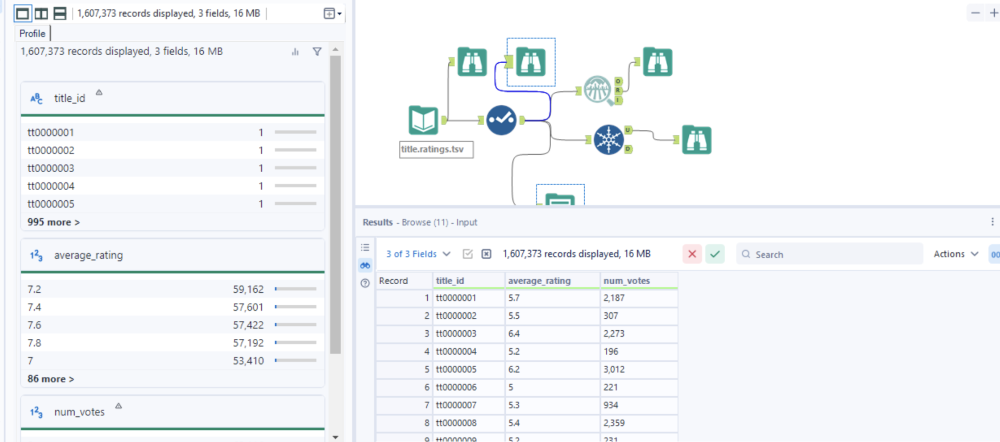 1,607,373 records displayed, 3 fields, 16 MB
Profile
1,607,373 records displayed, 3 fields, 16 MB
ABC title_id
tt0000001 1
tt0000002 1
tt0000003 1
tt0000004 1
tt0000005 1
995 more >
123 average_rating
7.2 59,162
7.4 57,601
7.6 57,422
7.8 57,192
7 53,410
86 more >
123 num_votes
O
R
I
U
D
title.ratings.tsv
Results - Browse (11) - Input
3 of 3 Fields 1,607,373 records displayed, 16 MB Search Actions
Record title_id average_rating num_votes
1 tt0000001 5.7 2,187
2 tt0000002 5.5 307
3 tt0000003 6.4 2,273
4 tt0000004 5.2 196
5 tt0000005 6.2 3,012
6 tt0000006 5 221
7 tt0000007 5.3 934
8 tt0000008 5.4 2,359
9 tt0000009 5.2 231